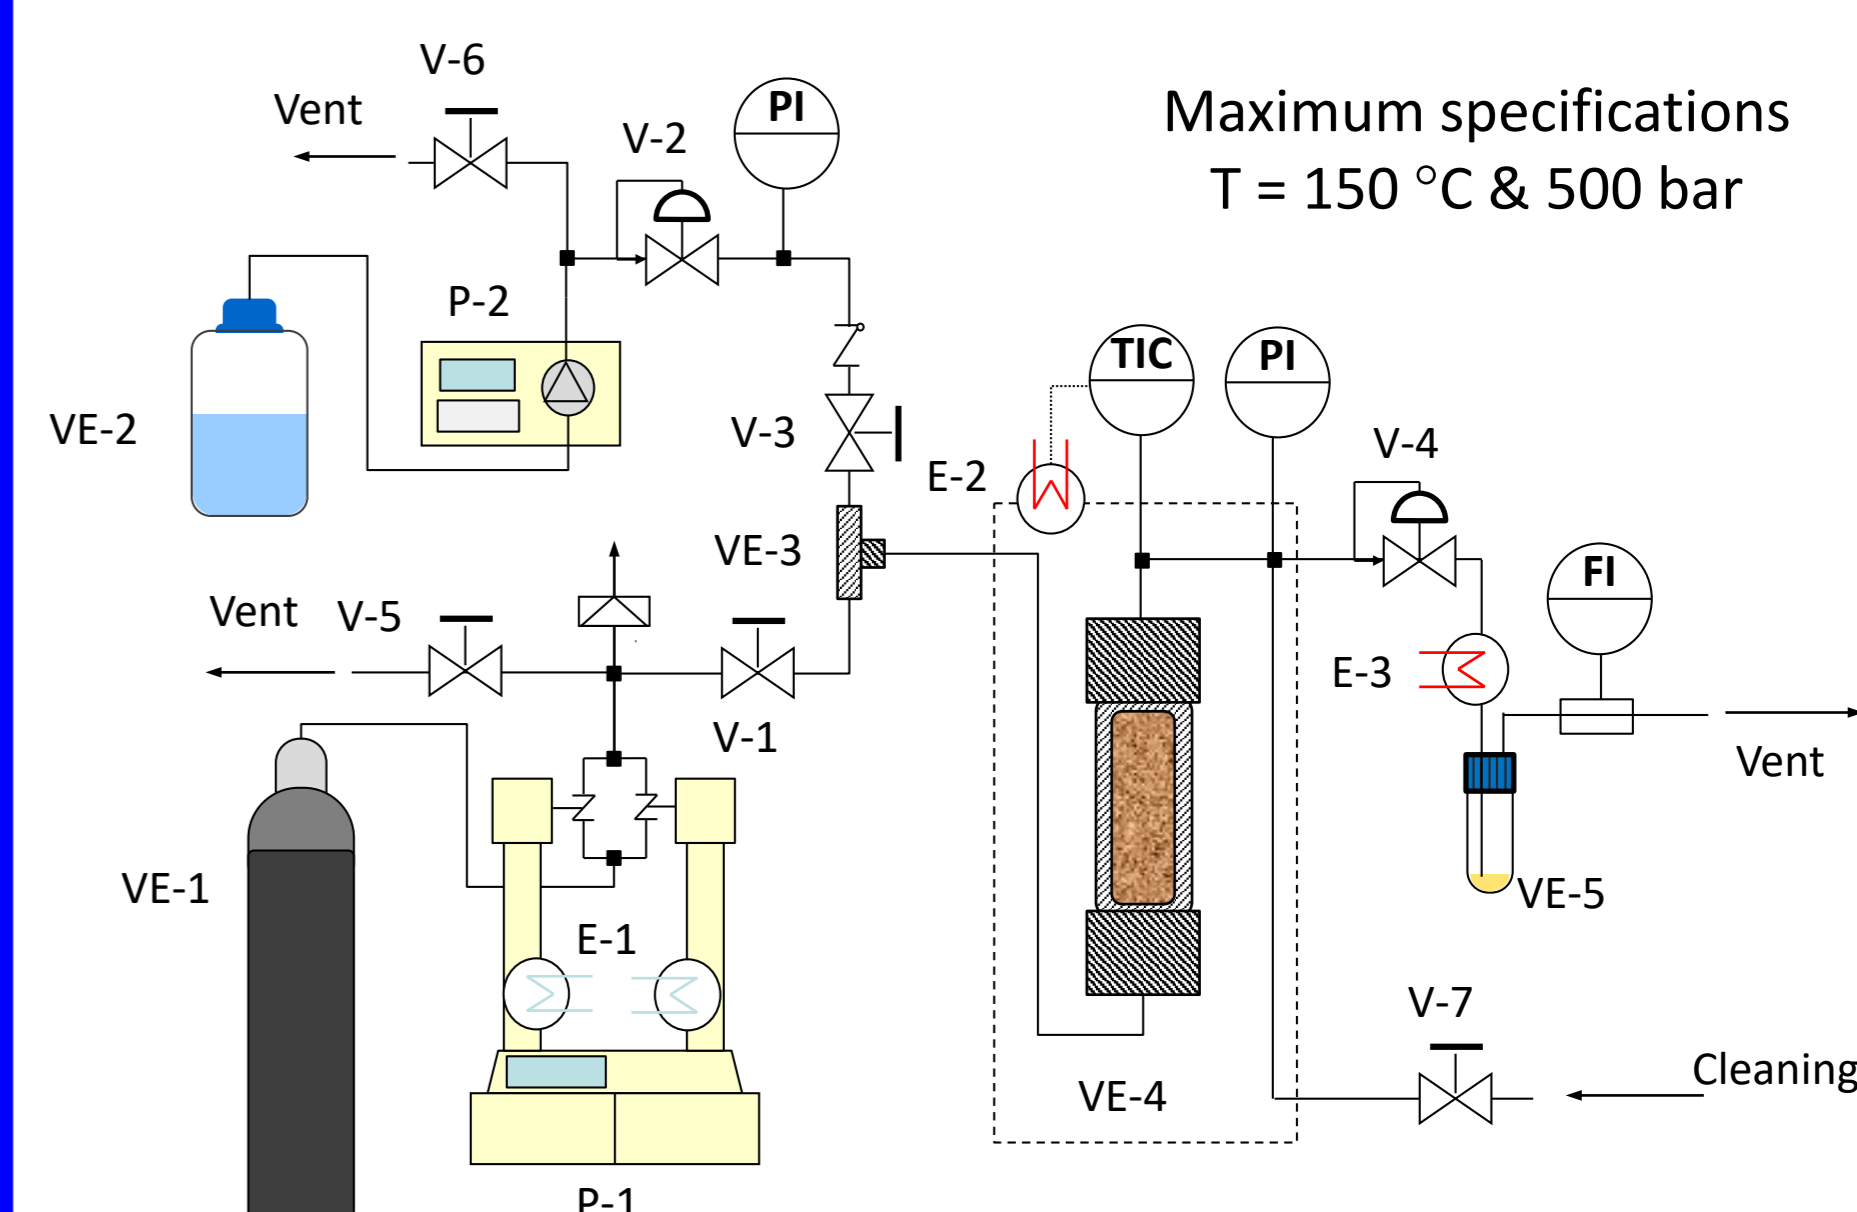 V-6
Vent
V-2
PI
Maximum specifications
T = 150 °C & 500 bar
P-2
VE-2
V-3
E-2
TIC
PI
V-4
VE-3
FI
Vent
V-5
V-1
E-3
Vent
VE-1
VE-5
E-1
V-7
Cleaning
VE-4
P-1